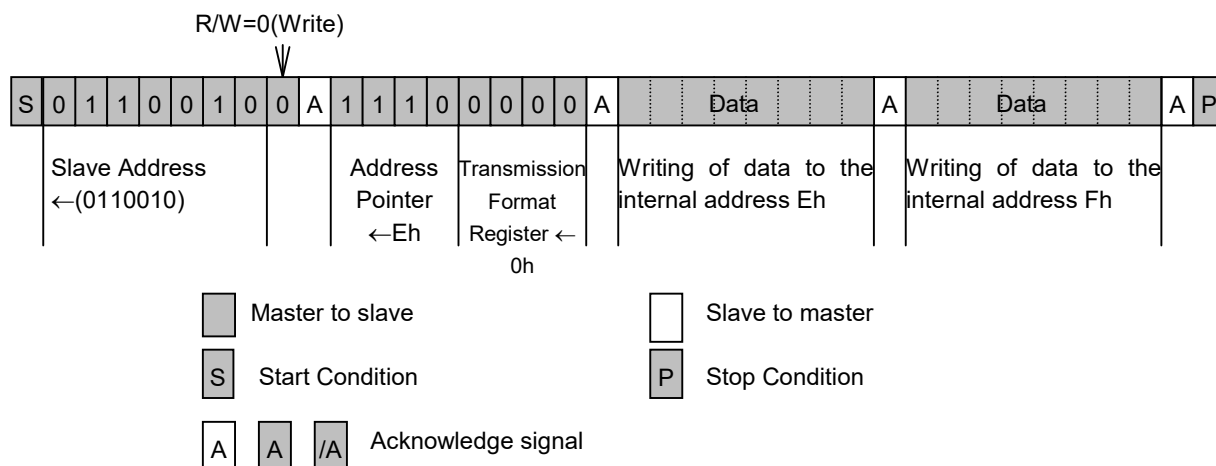 R/W=0(Write)
S 0 1 1 0 0 1 0 0 A 1 1 1 0 0 0 0 0 A Data A Data A P
Slave Address
←(0110010)
Address
Pointer
←Eh
Transmission
Format
Register ←
0h
Writing of data to the
internal address Eh
Writing of data to the
internal address Fh
Master to slave
Slave to master
S Start Condition
P Stop Condition
A A /A Acknowledge signal